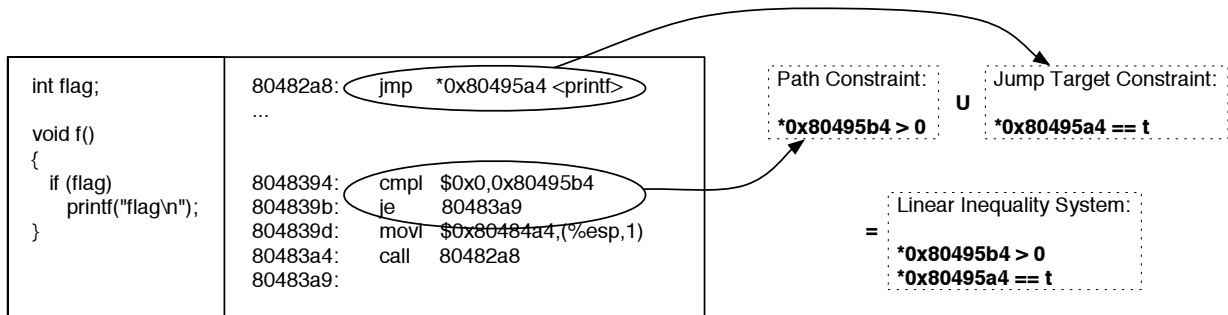 int flag;
void f()
{
if (flag)
printf("flag\n");
}
80482a8: jmp *0x80495a4 <printf>
...
8048394: cmpl $0x0,0x80495b4
804839b: je 80483a9
804839d: movl $0x80484a4,(%esp,1)
80483a4: call 80482a8
80483a9:
Path Constraint:
*0x80495b4 > 0
U
Jump Target Constraint:
*0x80495a4 == t
=
Linear Inequality System:
*0x80495b4 > 0
*0x80495a4 == t